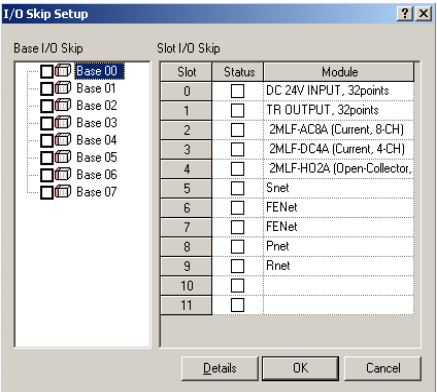 I/O Skip Setup
Base I/O Skip
Slot I/O Skip
Base 00
Base 01
Base 02
Base 03
Base 04
Base 05
Base 06
Base 07
Slot Status Module
0 DC 24V INPUT, 32points
1 TR OUTPUT, 32points
2 2MLF-AC8A (Current, 8-CH)
3 2MLF-DC4A (Current, 4-CH)
4 2MLF-HO2A (Open-Collector,
5 Snet
6 FENet
7 FENet
8 Pnet
9 Rnet
10
11
Details OK Cancel